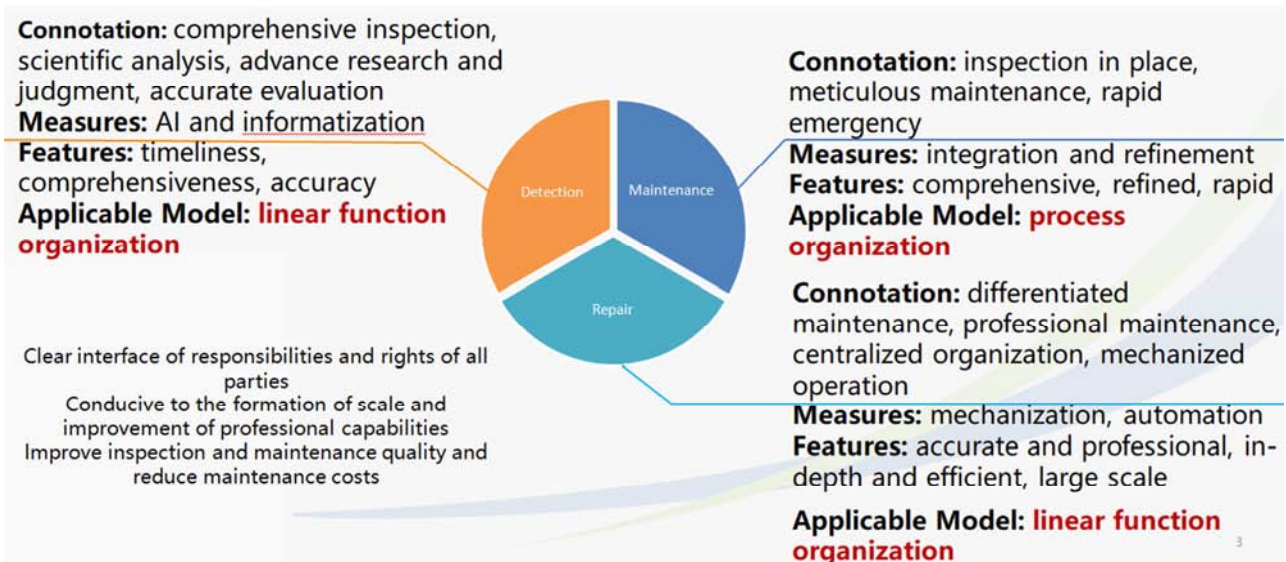 Connotation: comprehensive inspection,
scientific analysis, advance research and
judgment, accurate evaluation
Measures: AI and informatization
Features: timeliness,
comprehensiveness, accuracy
Applicable Model: linear function
organization
Detection
Maintenance
Repair
Connotation: inspection in place,
meticulous maintenance, rapid
emergency
Measures: integration and refinement
Features: comprehensive, refined, rapid
Applicable Model: process
organization
Connotation: differentiated
maintenance, professional maintenance,
centralized organization, mechanized
operation
Measures: mechanization, automation
Features: accurate and professional, in-
depth and efficient, large scale
Applicable Model: linear function
organization
Clear interface of responsibilities and rights of all
parties
Conducive to the formation of scale and
improvement of professional capabilities
Improve inspection and maintenance quality and
reduce maintenance costs
3